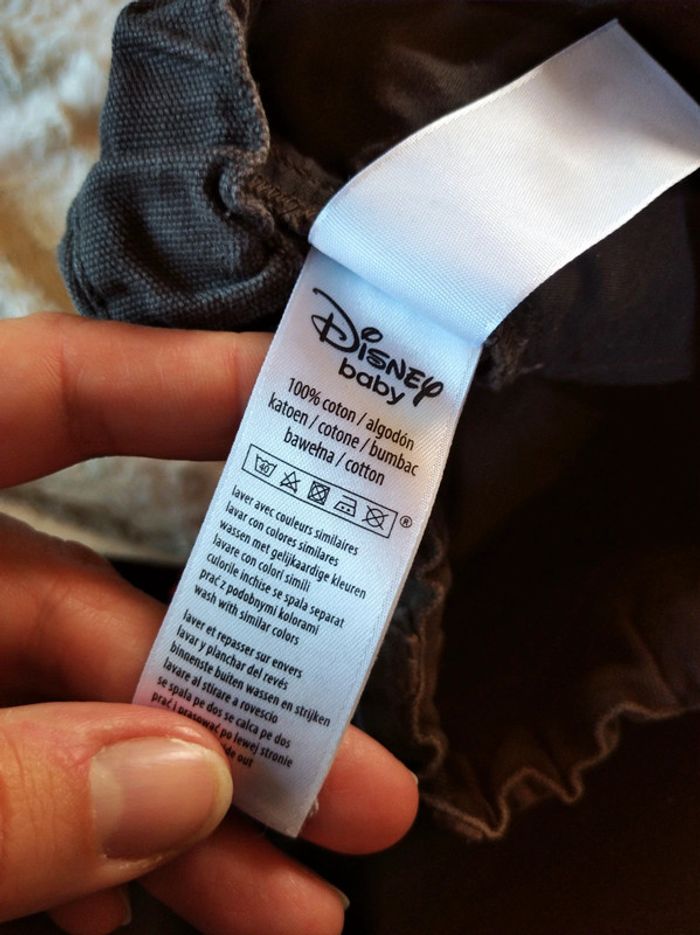 Disney
baby
100% coton / algodón
katoen / cotone / bumbac
bawełna / cotton
40
®
laver avec couleurs similaires
lavar con colores similares
wassen met gelijkaardige kleuren
lavare con colori simili
culorile inchise se spala separat
prać z podobnymi kolorami
wash with similar colors
laver et repasser sur envers
lavar y planchar del revés
binnenste buiten wassen en strijken
lavare al stirare a rovescio
se spala pe dos se calca pe dos
prać i prasować po lewej stronie
out